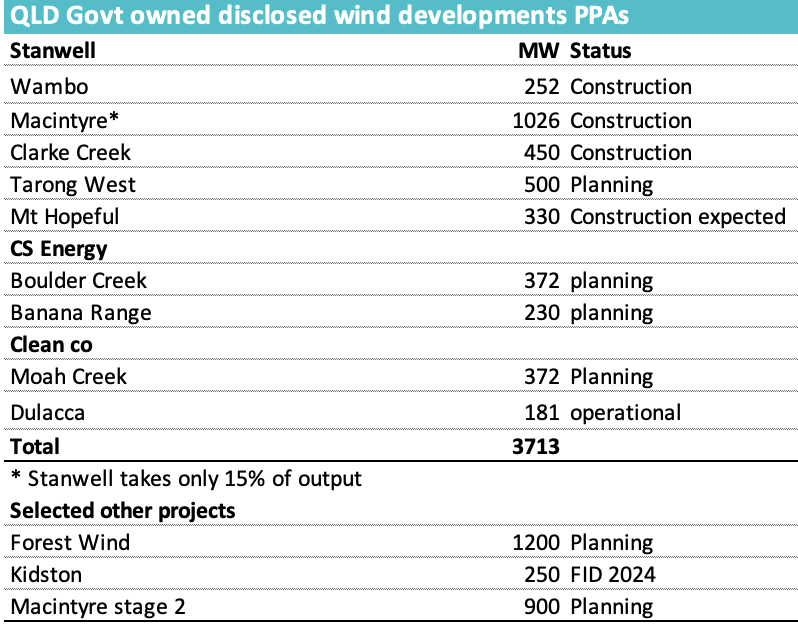 QLD Govt owned disclosed wind developments PPAs
Stanwell MW Status
Wambo 252 Construction
Macintyre* 1026 Construction
Clarke Creek 450 Construction
Tarong West 500 Planning
Mt Hopeful 330 Construction expected
CS Energy
Boulder Creek 372 planning
Banana Range 230 planning
Clean co
Moah Creek 372 Planning
Dulacca 181 operational
Total 3713
* Stanwell takes only 15% of output
Selected other projects
Forest Wind 1200 Planning
Kidston 250 FID 2024
Macintyre stage 2 900 Planning